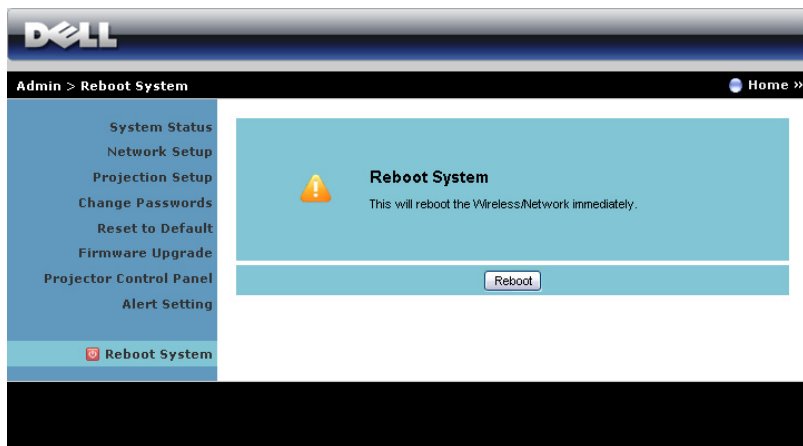 DELL
Admin > Reboot System
Home »
System Status
Network Setup
Projection Setup
Change Passwords
Reset to Default
Firmware Upgrade
Projector Control Panel
Alert Setting
Reboot System
Reboot System
This will reboot the Wireless/Network immediately.
Reboot